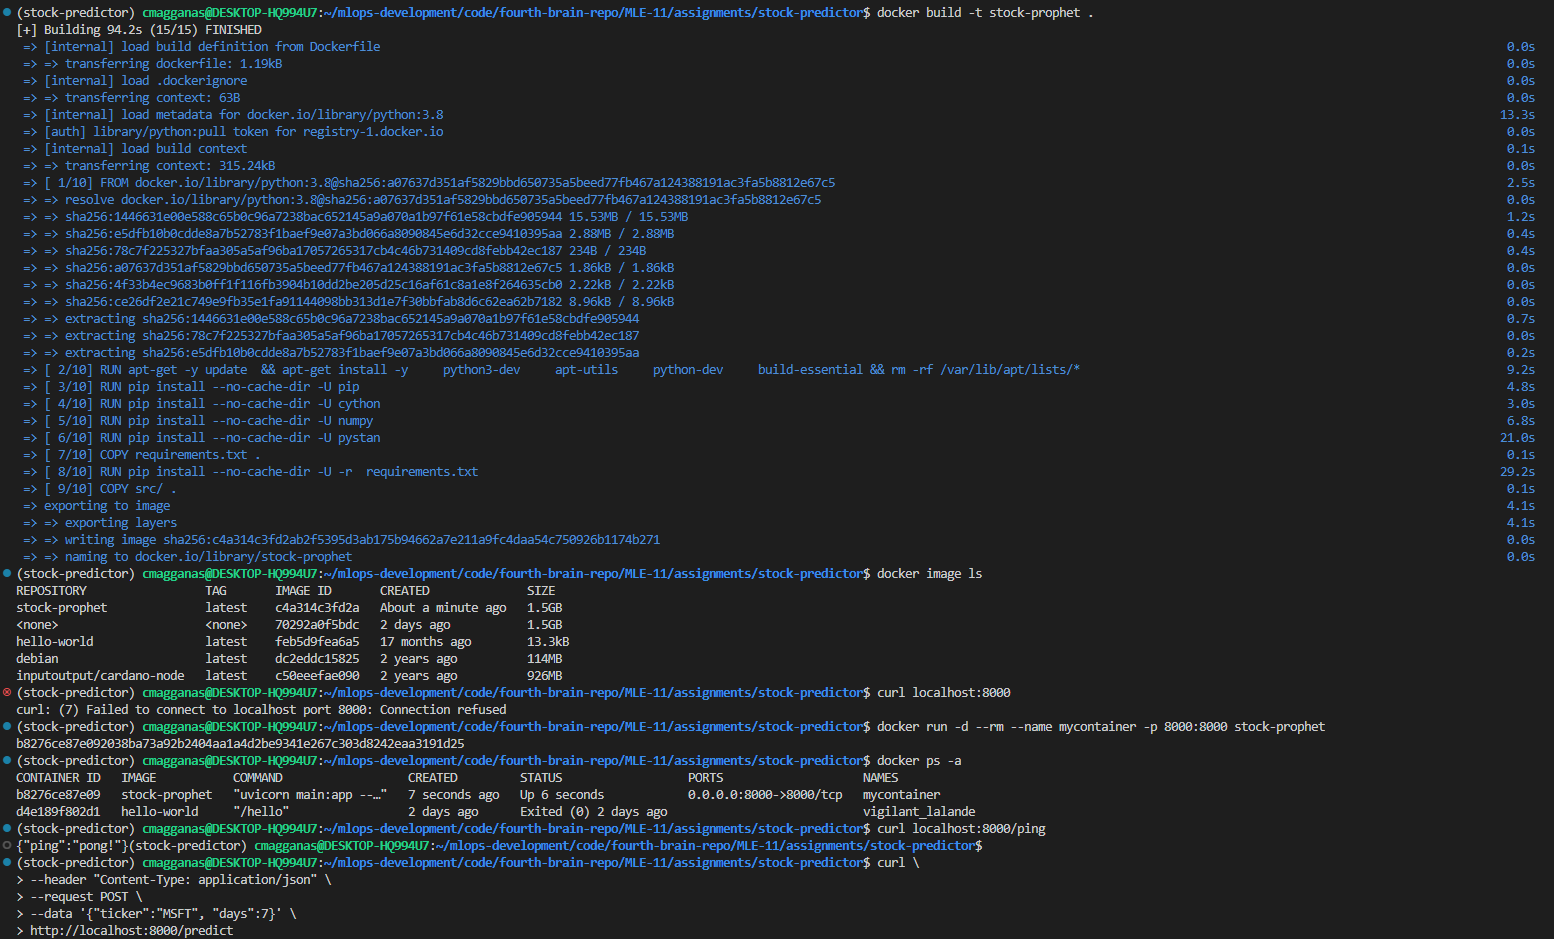 (stock-predictor) cmagganas@DESKTOP-HQ994U7:~/mlops-development/code/fourth-brain-repo/MLE-11/assignments/stock-predictor$ docker build -t stock-prophet .
[+] Building 94.2s (15/15) FINISHED
=> [internal] load build definition from Dockerfile 0.0s
=> => transferring dockerfile: 1.19kB 0.0s
=> [internal] load .dockerignore 0.0s
=> => transferring context: 63B 0.0s
=> [internal] load metadata for docker.io/library/python:3.8 13.3s
=> [auth] library/python:pull token for registry-1.docker.io 0.0s
=> [internal] load build context 0.1s
=> => transferring context: 315.24kB 0.0s
=> [ 1/10] FROM docker.io/library/python:3.8@sha256:a07637d351af5829bbd650735a5beed77fb467a124388191ac3fa5b8812e67c5 2.5s
=> => resolve docker.io/library/python:3.8@sha256:a07637d351af5829bbd650735a5beed77fb467a124388191ac3fa5b8812e67c5 0.0s
=> => sha256:1446631e00e588c65b0c96a7238bac652145a9a070a1b97f61e58cbdfe905944 15.53MB / 15.53MB 1.2s
=> => sha256:e5dfb10b0cdde8a7b52783f1baef9e07a3bd066a8090845e6d32cce9410395aa 2.88MB / 2.88MB 0.4s
=> => sha256:78c7f225327bfaa305a5af96ba17057265317cb4c46b731409cd8febb42ec187 234B / 234B 0.4s
=> => sha256:a07637d351af5829bbd650735a5beed77fb467a124388191ac3fa5b8812e67c5 1.86kB / 1.86kB 0.0s
=> => sha256:4f33b4ec9683b0ff1f116fb3904b10dd2be205d25c16af61c8a1e8f264635cb0 2.22kB / 2.22kB 0.0s
=> => sha256:ce26df2e21c749e9fb35e1fa91144098bb313d1e7f30bbfab8d6c62ea62b7182 8.96kB / 8.96kB 0.0s
=> => extracting sha256:1446631e00e588c65b0c96a7238bac652145a9a070a1b97f61e58cbdfe905944 0.7s
=> => extracting sha256:78c7f225327bfaa305a5af96ba17057265317cb4c46b731409cd8febb42ec187 0.0s
=> => extracting sha256:e5dfb10b0cdde8a7b52783f1baef9e07a3bd066a8090845e6d32cce9410395aa 0.2s
=> [ 2/10] RUN apt-get -y update  && apt-get install -y     python3-dev     apt-utils     python-dev     build-essential && rm -rf /var/lib/apt/lists/* 9.2s
=> [ 3/10] RUN pip install --no-cache-dir -U pip 4.8s
=> [ 4/10] RUN pip install --no-cache-dir -U cython 3.0s
=> [ 5/10] RUN pip install --no-cache-dir -U numpy 6.8s
=> [ 6/10] RUN pip install --no-cache-dir -U pystan 21.0s
=> [ 7/10] COPY requirements.txt . 0.1s
=> [ 8/10] RUN pip install --no-cache-dir -U -r  requirements.txt 29.2s
=> [ 9/10] COPY src/ . 0.1s
=> exporting to image 4.1s
=> => exporting layers 4.1s
=> => writing image sha256:c4a314c3fd2ab2f5395d3ab175b94662a7e211a9fc4daa54c750926b1174b271 0.0s
=> => naming to docker.io/library/stock-prophet 0.0s
(stock-predictor) cmagganas@DESKTOP-HQ994U7:~/mlops-development/code/fourth-brain-repo/MLE-11/assignments/stock-predictor$ docker image ls
REPOSITORY TAG IMAGE ID CREATED SIZE
stock-prophet latest c4a314c3fd2a About a minute ago 1.5GB
<none> <none> 70292a0f5bdc 2 days ago 1.5GB
hello-world latest feb5d9fea6a5 17 months ago 13.3kB
debian latest dc2eddc15825 2 years ago 114MB
inputoutput/cardano-node latest c50eeefae090 2 years ago 926MB
(stock-predictor) cmagganas@DESKTOP-HQ994U7:~/mlops-development/code/fourth-brain-repo/MLE-11/assignments/stock-predictor$ curl localhost:8000
curl: (7) Failed to connect to localhost port 8000: Connection refused
(stock-predictor) cmagganas@DESKTOP-HQ994U7:~/mlops-development/code/fourth-brain-repo/MLE-11/assignments/stock-predictor$ docker run -d --rm --name mycontainer -p 8000:8000 stock-prophet
b8276ce87e092038ba73a92b2404aa1a4d2be9341e267c303d8242eaa3191d25
(stock-predictor) cmagganas@DESKTOP-HQ994U7:~/mlops-development/code/fourth-brain-repo/MLE-11/assignments/stock-predictor$ docker ps -a
CONTAINER ID IMAGE COMMAND CREATED STATUS PORTS NAMES
b8276ce87e09 stock-prophet "uvicorn main:app --…" 7 seconds ago Up 6 seconds 0.0.0.0:8000->8000/tcp mycontainer
d4e189f802d1 hello-world "/hello" 2 days ago Exited (0) 2 days ago vigilant_lalande
(stock-predictor) cmagganas@DESKTOP-HQ994U7:~/mlops-development/code/fourth-brain-repo/MLE-11/assignments/stock-predictor$ curl localhost:8000/ping
{"ping":"pong!"}(stock-predictor) cmagganas@DESKTOP-HQ994U7:~/mlops-development/code/fourth-brain-repo/MLE-11/assignments/stock-predictor$
(stock-predictor) cmagganas@DESKTOP-HQ994U7:~/mlops-development/code/fourth-brain-repo/MLE-11/assignments/stock-predictor$ curl \
> --header "Content-Type: application/json" \
> --request POST \
> --data '{"ticker":"MSFT", "days":7}' \
> http://localhost:8000/predict